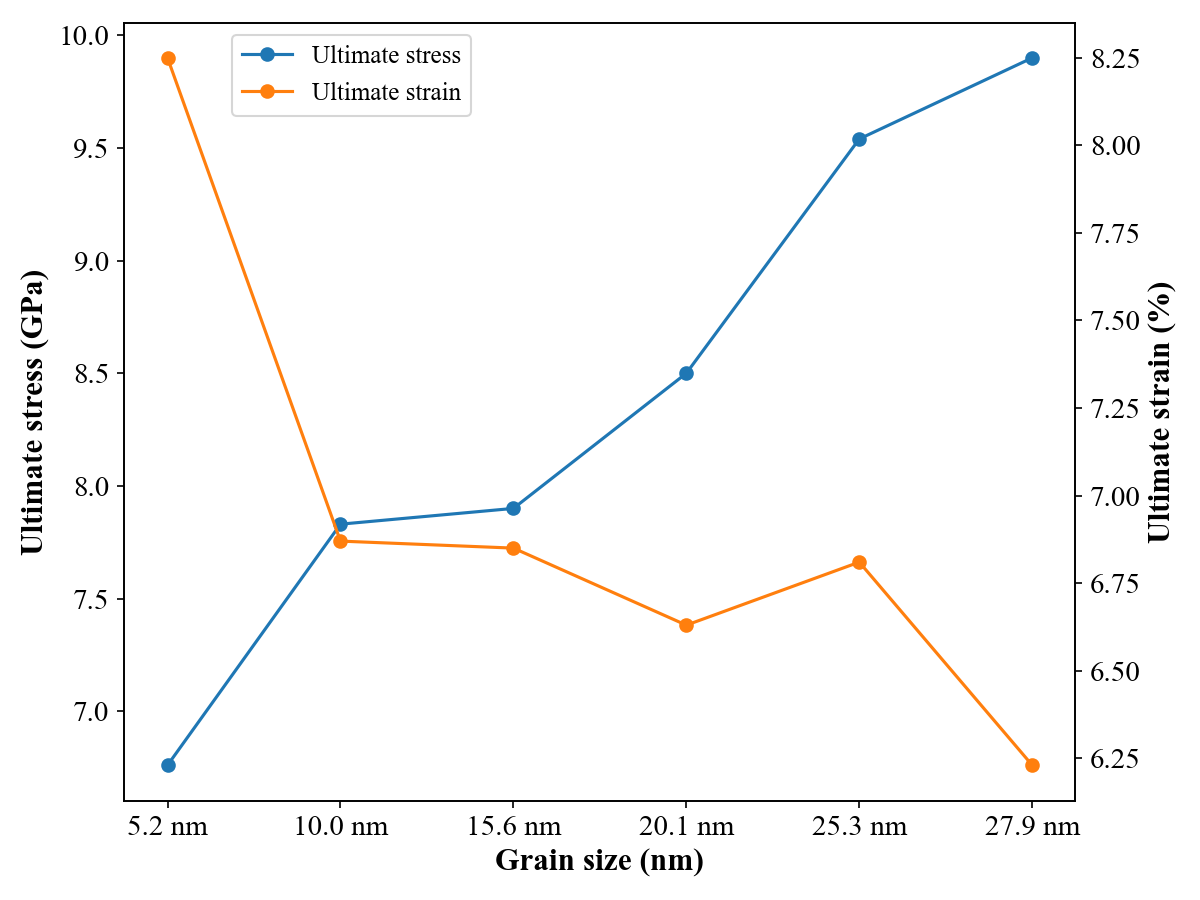 Ultimate stress
Ultimate strain
Ultimate stress (GPa)
10.0
9.5
9.0
8.5
8.0
7.5
7.0
8.25
8.00
7.75
7.50
7.25
7.00
6.75
6.50
6.25
Ultimate strain (%)
5.2 nm 10.0 nm 15.6 nm 20.1 nm 25.3 nm 27.9 nm
Grain size (nm)